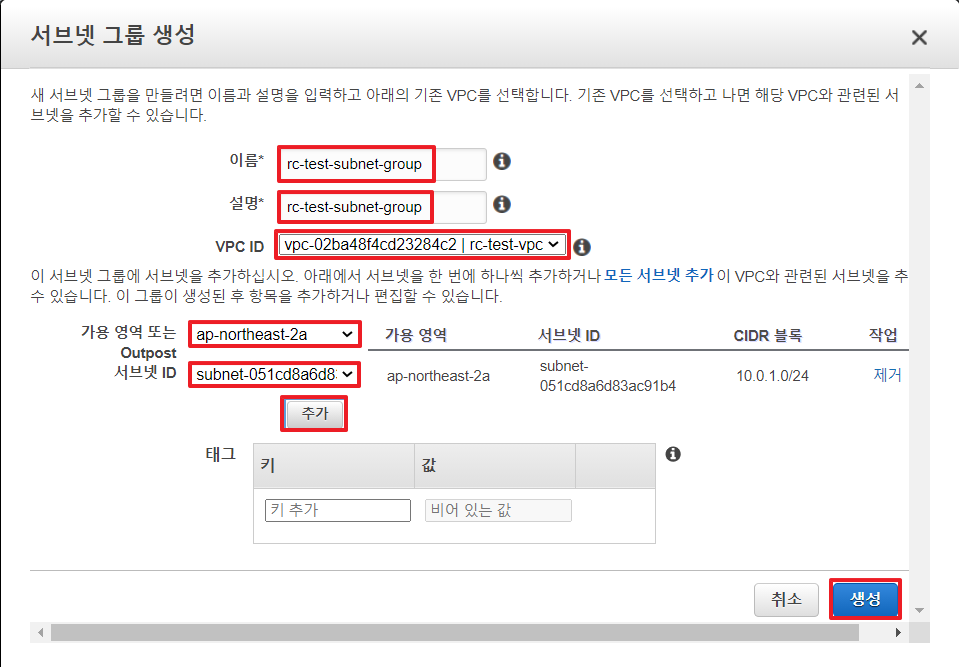 서브넷 그룹 생성
새 서브넷 그룹을 만들려면 이름과 설명을 입력하고 아래의 기존 VPC를 선택합니다. 기존 VPC를 선택하고 나면 해당 VPC와 관련된 서
브넷을 추가할 수 있습니다.
이름* rc-test-subnet-group
설명* rc-test-subnet-group
VPC ID vpc-02ba48f4cd23284c2 | rc-test-vpc
이 서브넷 그룹에 서브넷을 추가하십시오. 아래에서 서브넷을 한 번에 하나씩 추가하거나 모든 서브넷 추가 이 VPC와 관련된 서브넷을 추
수 있습니다. 이 그룹이 생성된 후 항목을 추가하거나 편집할 수 있습니다.
가용 영역 또는 ap-northeast-2a
Outpost
서브넷 ID subnet-051cd8a6d8
추가
가용 영역 서브넷 ID CIDR 블록 작업
ap-northeast-2a subnet- 10.0.1.0/24 제거
051cd8a6d83ac91b4
태그
키 값
키 추가 비어 있는 값
취소 생성